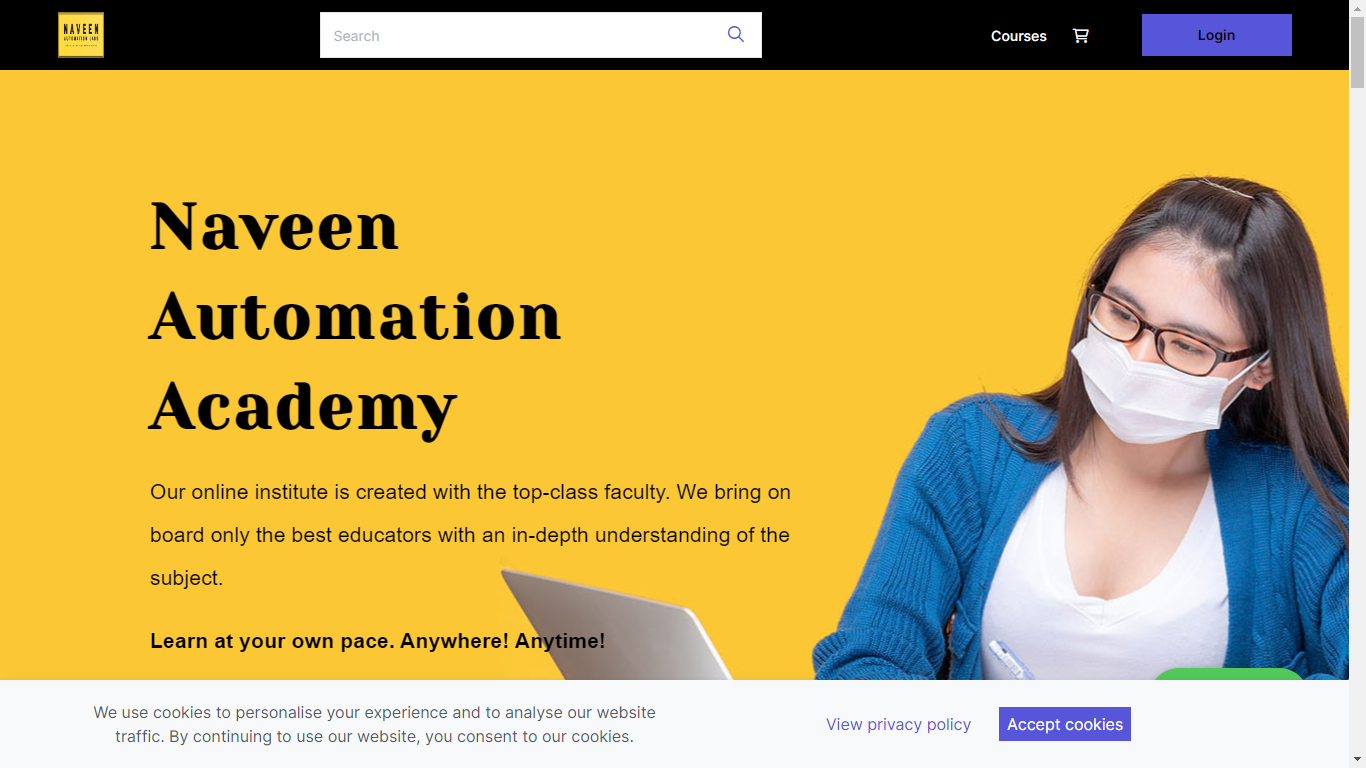 NAVEEN
AUTOMATION LABS
Search
Courses
Login
Naveen
Automation
Academy
Our online institute is created with the top-class faculty. We bring on
board only the best educators with an in-depth understanding of the
subject.
Learn at your own pace. Anywhere! Anytime!
We use cookies to personalise your experience and to analyse our website
traffic. By continuing to use our website, you consent to our cookies.
View privacy policy
Accept cookies